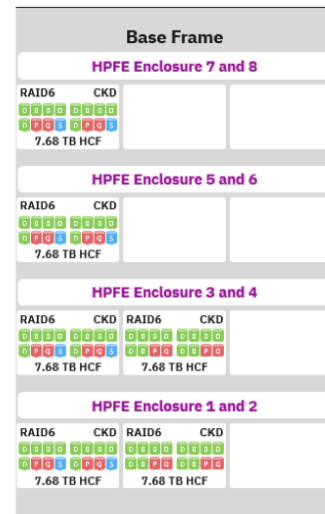 Base Frame
HPFE Enclosure 7 and 8
RAID6 CKD
D D D D D D D D
D P Q S D P Q S
7.68 TB HCF
HPFE Enclosure 5 and 6
RAID6 CKD
D D D D D D D D
D P Q S D P Q S
7.68 TB HCF
HPFE Enclosure 3 and 4
RAID6 CKD RAID6 CKD
D D D D D D D D D D D D D D D D
D P Q S D P Q S D D P Q D D P Q
7.68 TB HCF 7.68 TB HCF
HPFE Enclosure 1 and 2
RAID6 CKD RAID6 CKD
D D D D D D D D D D D D D D D D
D P Q S D P Q S D D P Q D D P Q
7.68 TB HCF 7.68 TB HCF